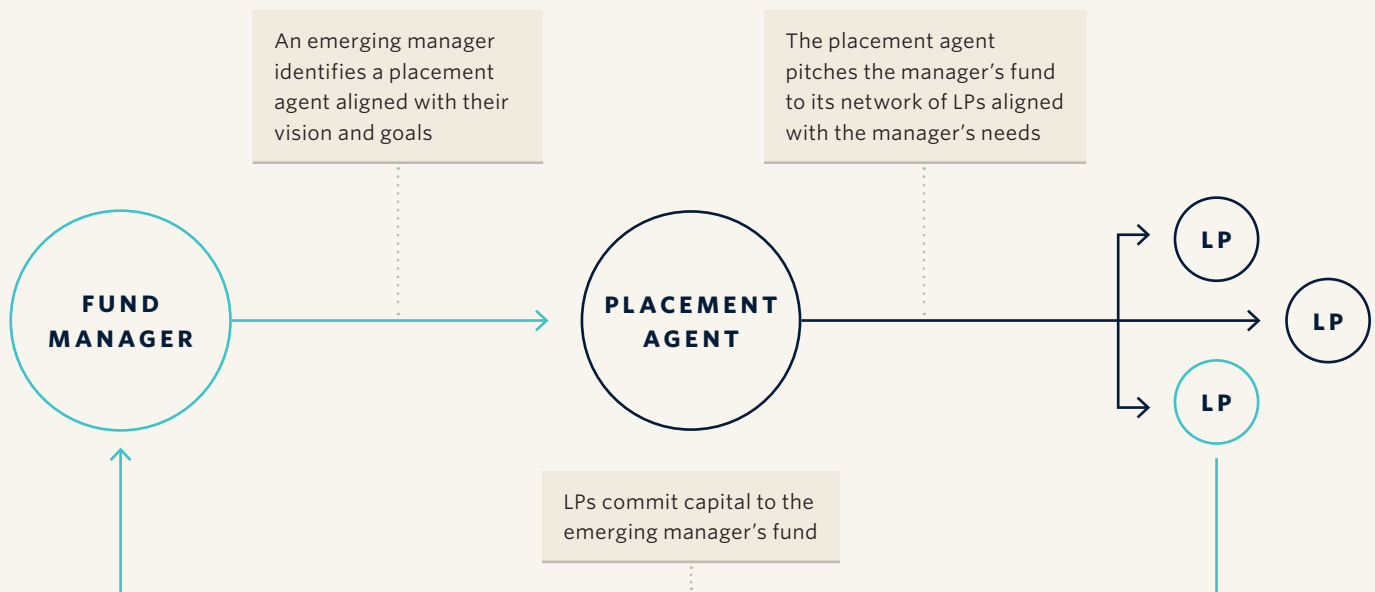 An emerging manager
identifies a placement
agent aligned with their
vision and goals
The placement agent
pitches the manager’s fund
to its network of LPs aligned
with the manager’s needs
FUND
MANAGER
PLACEMENT
AGENT
LP
LP
LP
LPs commit capital to the
emerging manager’s fund